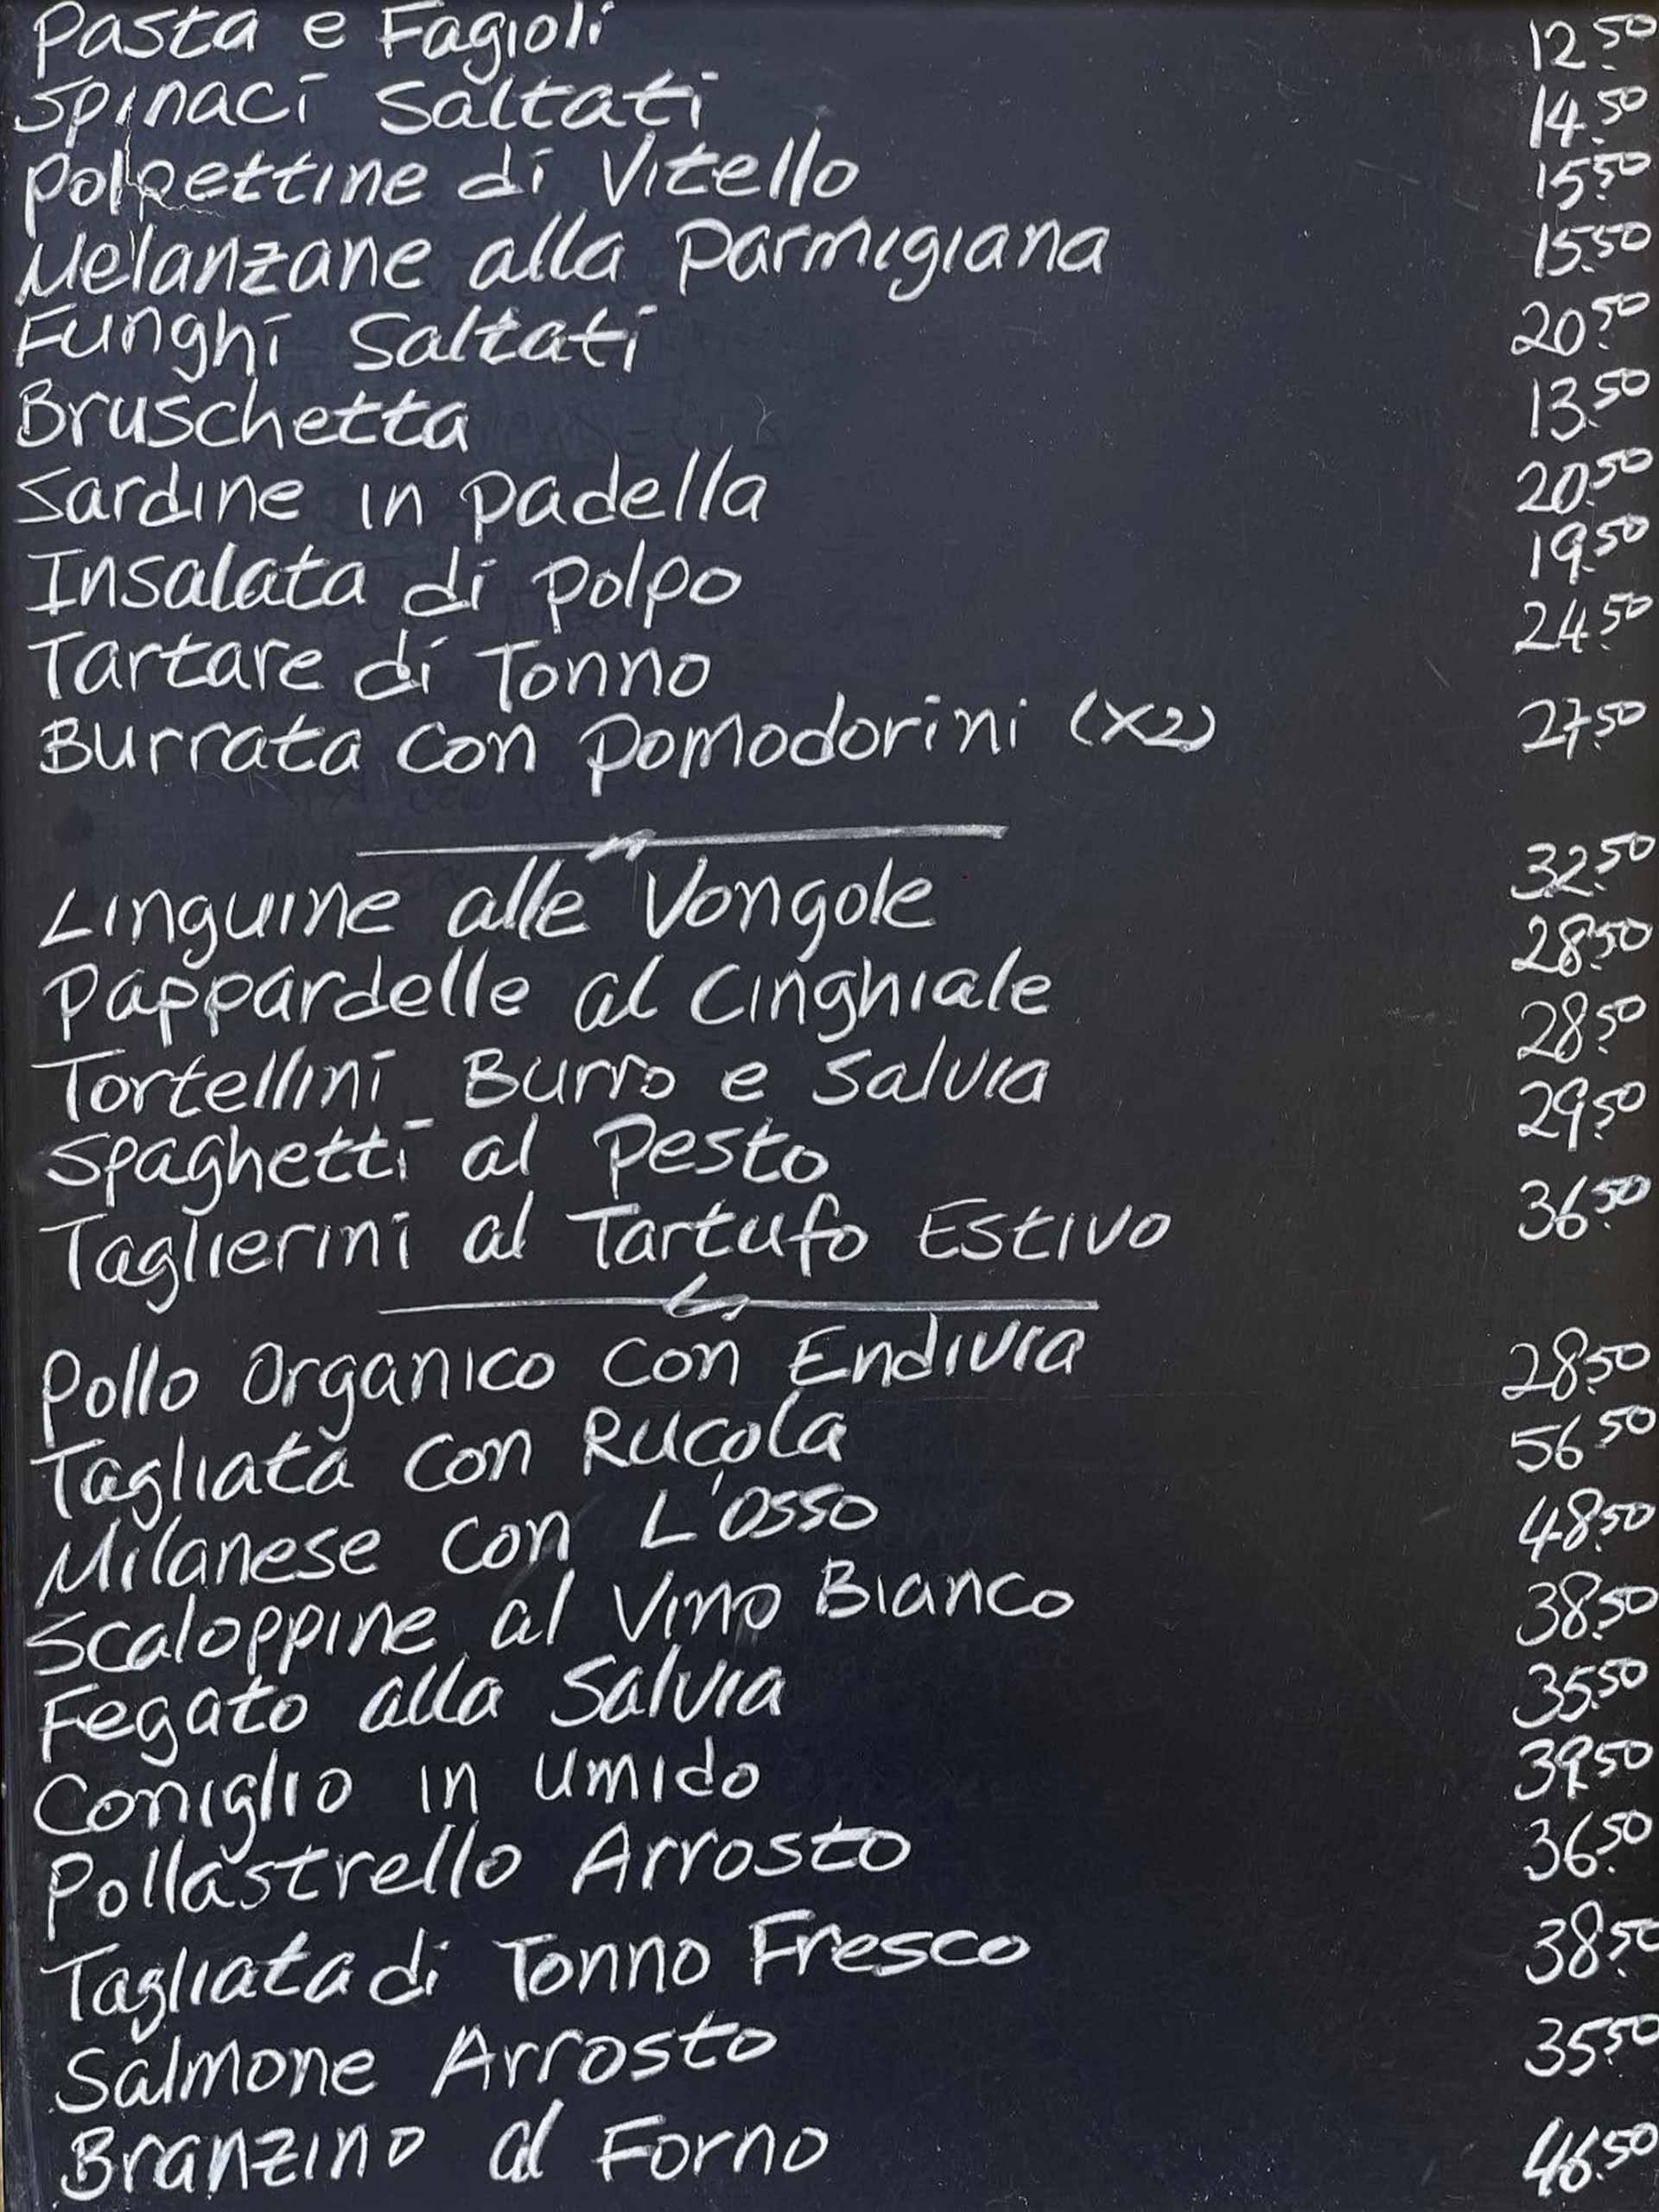 Pasta e Fagioli 12.50
Spinaci Saltati 14.50
Polpettine di Vitello 15.50
Melanzane alla Parmigiana 15.50
Funghi Saltati 20.50
Bruschetta 13.50
Sardine in Padella 20.50
Insalata di Polpo 19.50
Tartare di Tonno 24.50
Burrata con Pomodorini (x2) 27.50
Linguine alle Vongole 32.50
Pappardelle al Cinghiale 28.50
Tortellini Burro e Salvia 28.50
Spaghetti al Pesto 29.50
Taglierini al Tartufo Estivo 36.50
Pollo Organico con Endivia 28.50
Tagliata con Rucola 56.50
Milanese con L'osso 48.50
Scaloppine al Vino Bianco 38.50
Fegato alla Salvia 35.50
Coniglio in Umido 39.50
Pollastrello Arrosto 36.50
Tagliata di Tonno Fresco 38.50
Salmone Arrosto 35.50
Branzino al Forno 46.50